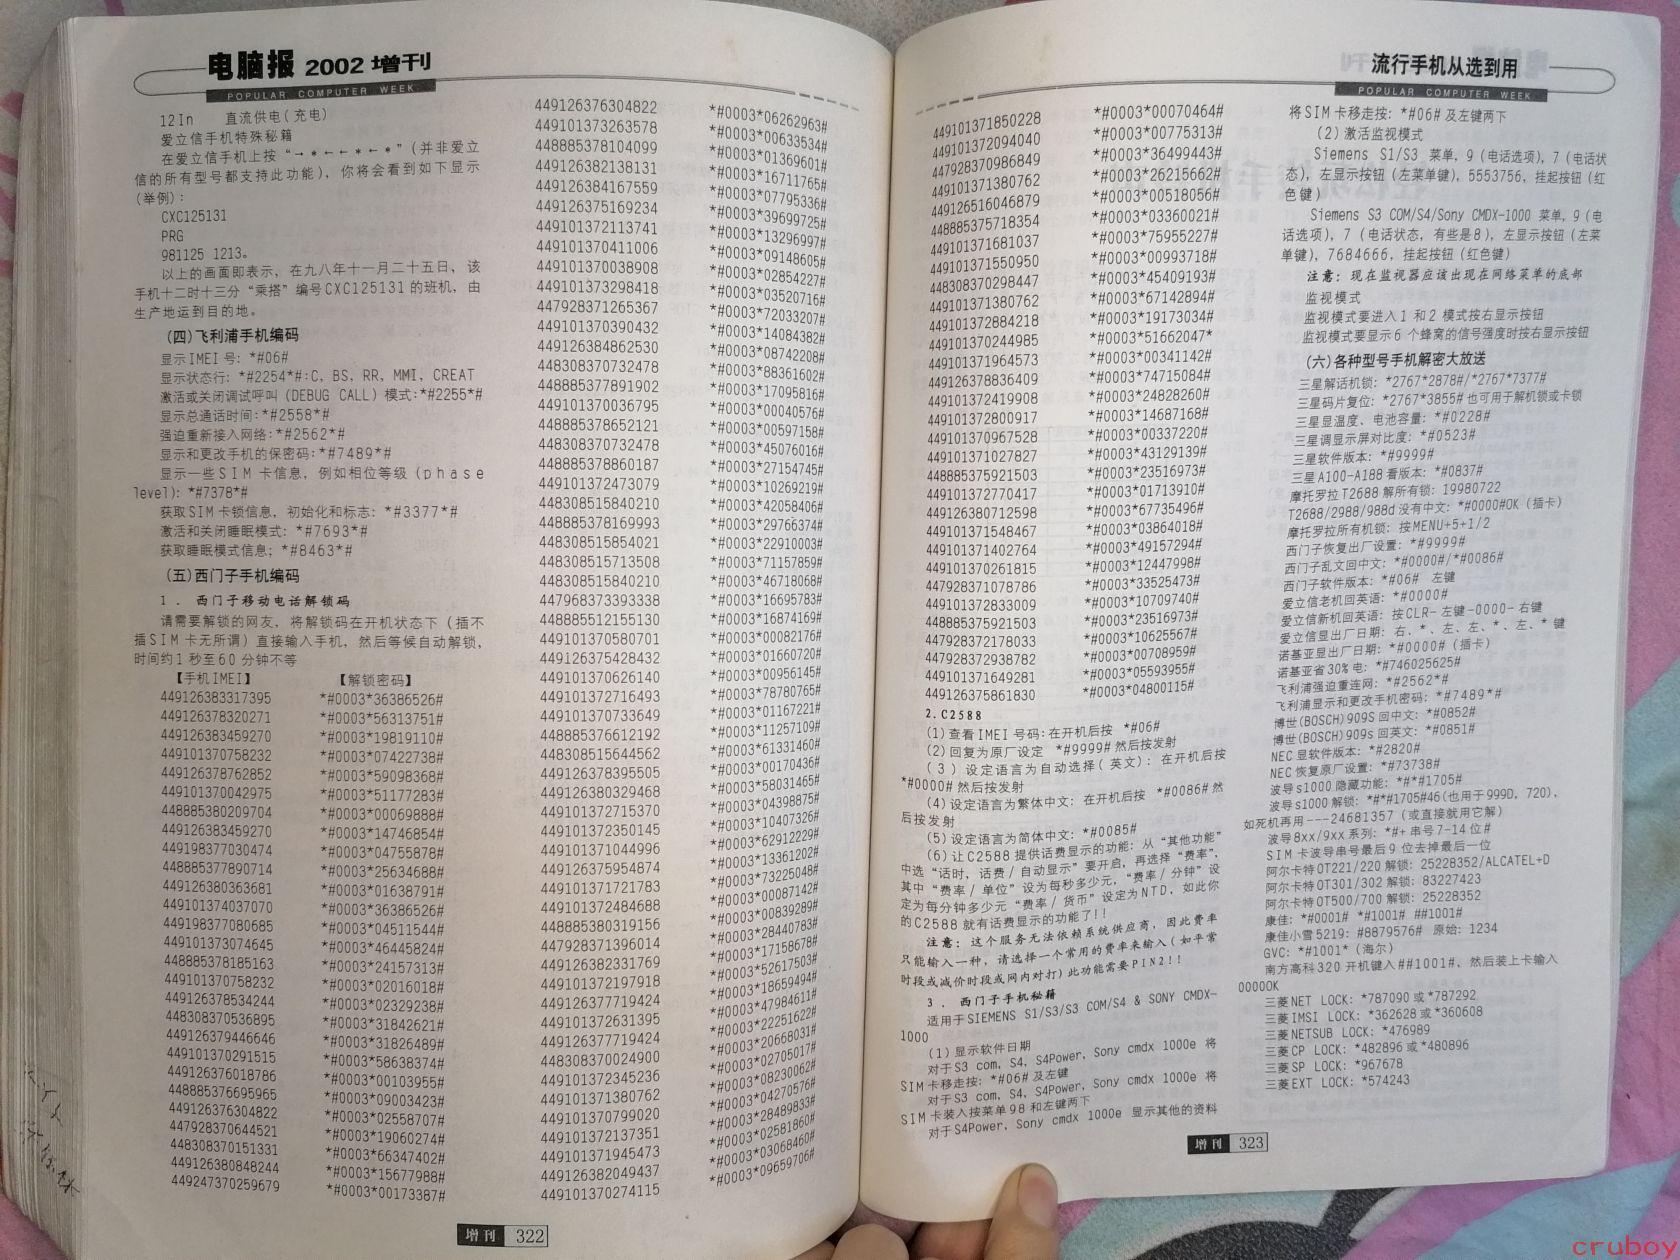 电脑报 2002 增刊
POPULAR COMPUTER WEEK
12In 直流供电(充电)
爱立信手机特殊秘籍
在爱立信手机上按“→*←←*←*”(并非爱立
信的所有型号都支持此功能)，你将会看到如下显示
(举例)：
CXC125131
PRG
981125 1213。
以上的画面即表示，在九八年十一月二十五日，该
手机十二时十三分“乘搭”编号CXC125131的班机，由
生产地运到目的地。
(四)飞利浦手机编码
显示IMEI号：*#06#
显示状态行：*#2254*#:C，BS，RR，MMI，CREAT
激活或关闭调试呼叫(DEBUG CALL)模式:*#2255*#
显示总通话时间:*#2558*#
强迫重新接入网络:*#2562*#
显示和更改手机的保密码:*#7489*#
显示一些SIM卡信息，例如相位等级(phase
level)：*#7378*#
获取SIM卡锁信息，初始化和标志：*#3377*#
激活和关闭睡眠模式：*#7693*#
获取睡眠模式信息；*#8463*#
(五)西门子手机编码
1．西门子移动电话解锁码
请需要解锁的网友，将解锁码在开机状态下(插不
插SIM卡无所谓)直接输入手机，然后等候自动解锁，
时间约1秒至60分钟不等
【手机IMEI】 【解锁密码】
449126383317395 *#0003*36386526#
449126378320271 *#0003*56313751#
449126383459270 *#0003*19819110#
449101370758232 *#0003*07422738#
449126378762852 *#0003*59098368#
449101370042975 *#0003*51177283#
448885380209704 *#0003*00069888#
449126383459270 *#0003*14746854#
449198377030474 *#0003*04755878#
448885377890714 *#0003*25634688#
449126380363681 *#0003*01638791#
449101374037070 *#0003*36386526#
449198377080685 *#0003*04511544#
449101373074645 *#0003*46445824#
448885378185163 *#0003*24157313#
449101370758232 *#0003*02016018#
449126378534244 *#0003*02329238#
448308370536895 *#0003*31842621#
449126379446646 *#0003*31826489#
449101370291515 *#0003*58638374#
449126376018786 *#0003*00103955#
448885376695965 *#0003*09003423#
449126376304822 *#0003*02558707#
447928370644521 *#0003*19060274#
448308370151331 *#0003*66347402#
449126380848244 *#0003*15677988#
449247370259679 *#0003*00173387#
449126376304822 *#0003*06262963#
449101373263578 *#0003*00633534#
448885378104099 *#0003*01369601#
449126382138131 *#0003*16711765#
449126384167559 *#0003*07795336#
449126375169234 *#0003*39699725#
449101372113741 *#0003*13296997#
449101370411006 *#0003*09148605#
449101370038908 *#0003*02854227#
449101373298418 *#0003*03520716#
447928371265367 *#0003*72033207#
449101370390432 *#0003*14084382#
449126384862530 *#0003*08742208#
448308370732478 *#0003*88361602#
448885377891902 *#0003*17095816#
449101370036795 *#0003*00040576#
448885378652121 *#0003*00597158#
448308370732478 *#0003*45076016#
448885378860187 *#0003*27154745#
449101372473079 *#0003*10269219#
448308515840210 *#0003*42058406#
448885378169993 *#0003*29766374#
448308515854021 *#0003*22910003#
448308515713508 *#0003*71157859#
448308515840210 *#0003*46718068#
447968373393338 *#0003*16695783#
448885512155130 *#0003*16874169#
449101370580701 *#0003*00082176#
449126375428432 *#0003*01660720#
449101370626140 *#0003*00956145#
449101372716493 *#0003*78780765#
449101370733649 *#0003*01167221#
448885376612192 *#0003*11257109#
448308515644562 *#0003*61331460#
449126378395505 *#0003*00170436#
449126380329468 *#0003*58031465#
449101372715370 *#0003*04398875#
449101372350145 *#0003*10407326#
449101371044996 *#0003*62912229#
449126375954874 *#0003*13361202#
449101371721783 *#0003*73225048#
449101372484688 *#0003*00087142#
448885380319156 *#0003*00839289#
447928371396014 *#0003*28440783#
449126382331769 *#0003*17158678#
449101372197918 *#0003*52617503#
449126377719424 *#0003*18659494#
449101372631395 *#0003*47984611#
449126377719424 *#0003*22251622#
448308370024900 *#0003*20668031#
449101372345236 *#0003*02705017#
449101371380762 *#0003*08230062#
449101370799020 *#0003*04270576#
449101372137351 *#0003*28489833#
449101371945473 *#0003*02581860#
449126382049437 *#0003*03068460#
449101370274115 *#0003*09659706#
增刊 322
流行手机从选到用
POPULAR COMPUTER WEEK
449101371850228 *#0003*00070464#
449101372094040 *#0003*00775313#
447928370986849 *#0003*36499443#
449101371380762 *#0003*26215662#
449126516046879 *#0003*00518056#
448885375718354 *#0003*03360021#
449101371681037 *#0003*75955227#
449101371550950 *#0003*00993718#
448308370298447 *#0003*45409193#
449101371380762 *#0003*67142894#
449101372884218 *#0003*19173034#
449101370244985 *#0003*51662047*
449101371964573 *#0003*00341142#
449126378836409 *#0003*74715084#
449101372419908 *#0003*24828260#
449101372800917 *#0003*14687168#
449101370967528 *#0003*00337220#
449101371027827 *#0003*43129139#
448885375921503 *#0003*23516973#
449101372770417 *#0003*01713910#
449126380712598 *#0003*67735496#
449101371548467 *#0003*03864018#
449101371402764 *#0003*49157294#
449101370261815 *#0003*12447998#
447928371078786 *#0003*33525473#
449101372833009 *#0003*10709740#
448885375921503 *#0003*23516973#
447928372178033 *#0003*10625567#
447928372938782 *#0003*00708959#
449101371649281 *#0003*05593955#
449126375861830 *#0003*04800115#
2．C2588
(1)查看IMEI号码：在开机后按 *#06#
(2)回复为原厂设定 *#9999#然后按发射
(3)设定语言为自动选择(英文)：在开机后按
*#0000#然后按发射
(4)设定语言为繁体中文：在开机后按 *#0086#然
后按发射
(5)设定语言为简体中文：*#0085#
(6)让C2588提供话费显示的功能：从“其他功能”
中选“话时，话费/自动显示”要开启，再选择“费率”，
其中“费率/单位”设为每秒多少元，“费率/分钟”设
定为每分钟多少元“费率/货币”设定为NTD，如此你
的C2588就有话费显示的功能了!!
注意：这个服务无法依赖系统供应商，因此费率
只能输入一种，请选择一个常用的费率来输入(如平常
时段或减价时段或网内对打)此功能需要PIN2!!
3．西门子手机秘籍
适用于SIEMENS S1/S3/S3 COM/S4 & SONY CMDX-
1000
(1)显示软件日期
对于S3 com，S4，S4Power，Sony cmdx 1000e 将
SIM卡移走按：*#06#及左键
对于S3 com，S4，S4Power，Sony cmdx 1000e 将
SIM卡装入按菜单98和左键两下
对于S4Power，Sony cmdx 1000e 显示其他的资料
将SIM卡移走按：*#06#及左键两下
(2)激活监视模式
Siemens S1/S3 菜单，9(电话选项)，7(电话状
态)，左显示按钮(左菜单键)，5553756，挂起按钮(红
色键)
Siemens S3 COM/S4/Sony CMDX-1000 菜单，9(电
话选项)，7(电话状态，有些是8)，左显示按钮(左菜
单键)，7684666，挂起按钮(红色键)
注意：现在监视器应该出现在网络菜单的底部
监视模式
监视模式要进入1和2模式按右显示按钮
监视模式要显示6个蜂窝的信号强度时按右显示按钮
(六)各种型号手机解密大放送
三星解话机锁：*2767*2878#/*2767*7377#
三星码片复位：*2767*3855#也可用于解机锁或卡锁
三星显温度、电池容量：*#0228#
三星调显示屏对比度：*#0523#
三星软件版本：*#9999#
三星A100-A188看版本：*#0837#
摩托罗拉T2688解所有锁：19980722
T2688/2988/988d没有中文：*#0000#OK(插卡)
摩托罗拉所有机锁：按MENU+5+1/2
西门子恢复出厂设置：*#9999#
西门子乱文回中文：*#0000#/*#0086#
西门子软件版本：*#06# 左键
爱立信老机回英语：*#0000#
爱立信新机回英语：按CLR-左键-0000-右键
爱立信显出厂日期：右、*、左、左、*、左、*键
诺基亚显出厂日期：*#0000#(插卡)
诺基亚省30%电：*#746025625#
飞利浦强迫重连网：*#2562*#
飞利浦显示和更改手机密码：*#7489*#
博世(BOSCH)909S回中文：*#0852#
博世(BOSCH)909s回英文：*#0851#
NEC显软件版本：*#2820#
NEC恢复原厂设置：*#73738#
波导s1000隐藏功能：*#*#1705#
波导s1000解锁：*#*#1705#46(也用于999D，720)，
如死机再用---24681357(或直接就用它解)
波导8xx/9xx系列：*#+串号7-14位#
SIM卡波导串号最后9位去掉最后一位
阿尔卡特OT221/220解锁：25228352/ALCATEL+D
阿尔卡特OT301/302解锁：83227423
阿尔卡特OT500/700解锁：25228352
康佳：*#0001# *#1001# ##1001#
康佳小雪5219：#8879576# 原始：1234
GVC：*#1001*(海尔)
南方高科320开机键入##1001#，然后装上卡输入
00000OK
三菱NET LOCK：*787090或*787292
三菱IMSI LOCK：*362628或*360608
三菱NETSUB LOCK：*476989
三菱CP LOCK：*482896或*480896
三菱SP LOCK：*967678
三菱EXT LOCK：*574243
增刊 323
cruboy